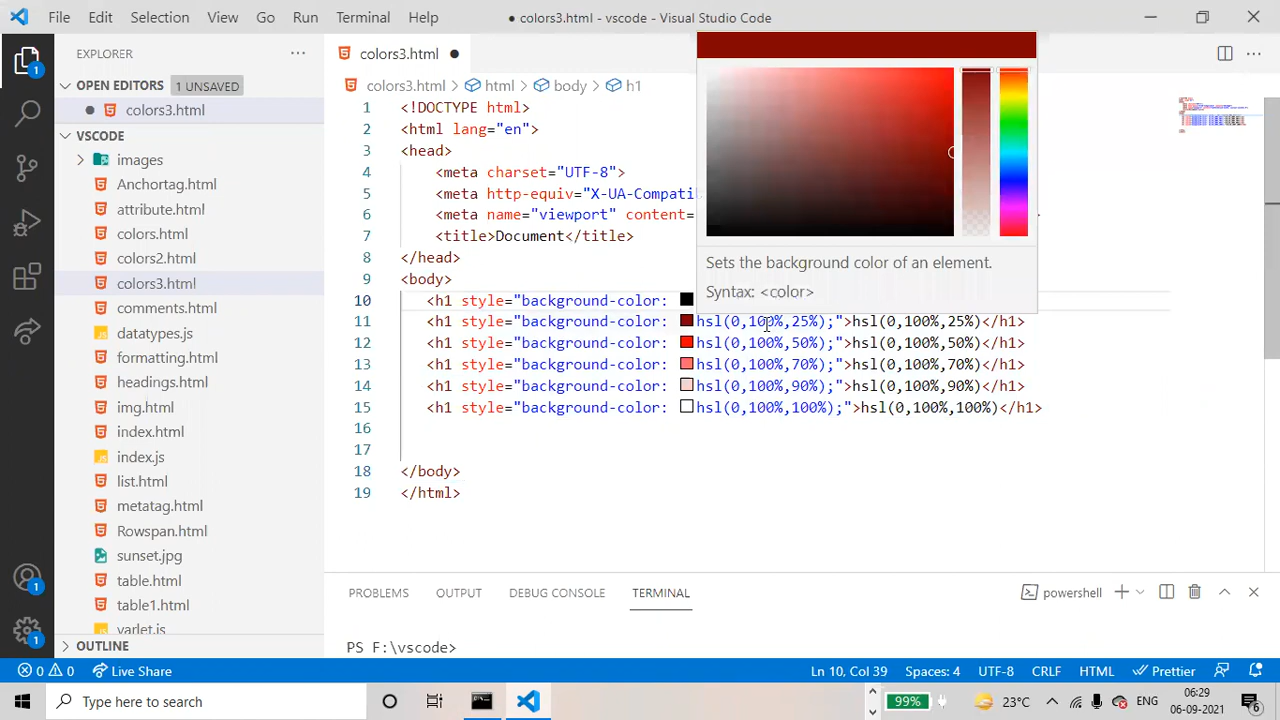 File Edit Selection View Go Run Terminal Help
● colors3.html - vscode - Visual Studio Code
EXPLORER
colors3.html
OPEN EDITORS 1 UNSAVED
colors3.html
VSCODE
images
Anchortag.html
attribute.html
colors.html
colors2.html
colors3.html
comments.html
datatypes.js
formatting.html
headings.html
img.html
index.html
index.js
list.html
metatag.html
Rowspan.html
sunset.jpg
table.html
table1.html
varlet.js
OUTLINE
colors3.html > html > body > h1
1 <!DOCTYPE html>
2 <html lang="en">
3 <head>
4 <meta charset="UTF-8">
5 <meta http-equiv="X-UA-Compatib
6 <meta name="viewport" content=
7 <title>Document</title>
8 </head>
9 <body>
10 <h1 style="background-color:
11 <h1 style="background-color: hsl(0,100%,25%);">hsl(0,100%,25%)</h1>
12 <h1 style="background-color: hsl(0,100%,50%);">hsl(0,100%,50%)</h1>
13 <h1 style="background-color: hsl(0,100%,70%);">hsl(0,100%,70%)</h1>
14 <h1 style="background-color: hsl(0,100%,90%);">hsl(0,100%,90%)</h1>
15 <h1 style="background-color: hsl(0,100%,100%);">hsl(0,100%,100%)</h1>
16
17
18 </body>
19 </html>
Sets the background color of an element.
Syntax: <color>
PROBLEMS OUTPUT DEBUG CONSOLE TERMINAL
powershell
PS F:\vscode>
1
1
1
0 0 Live Share
Ln 10, Col 39 Spaces: 4 UTF-8 CRLF HTML Prettier
Type here to search
99% 23°C ENG
06:29
06-09-2021
6